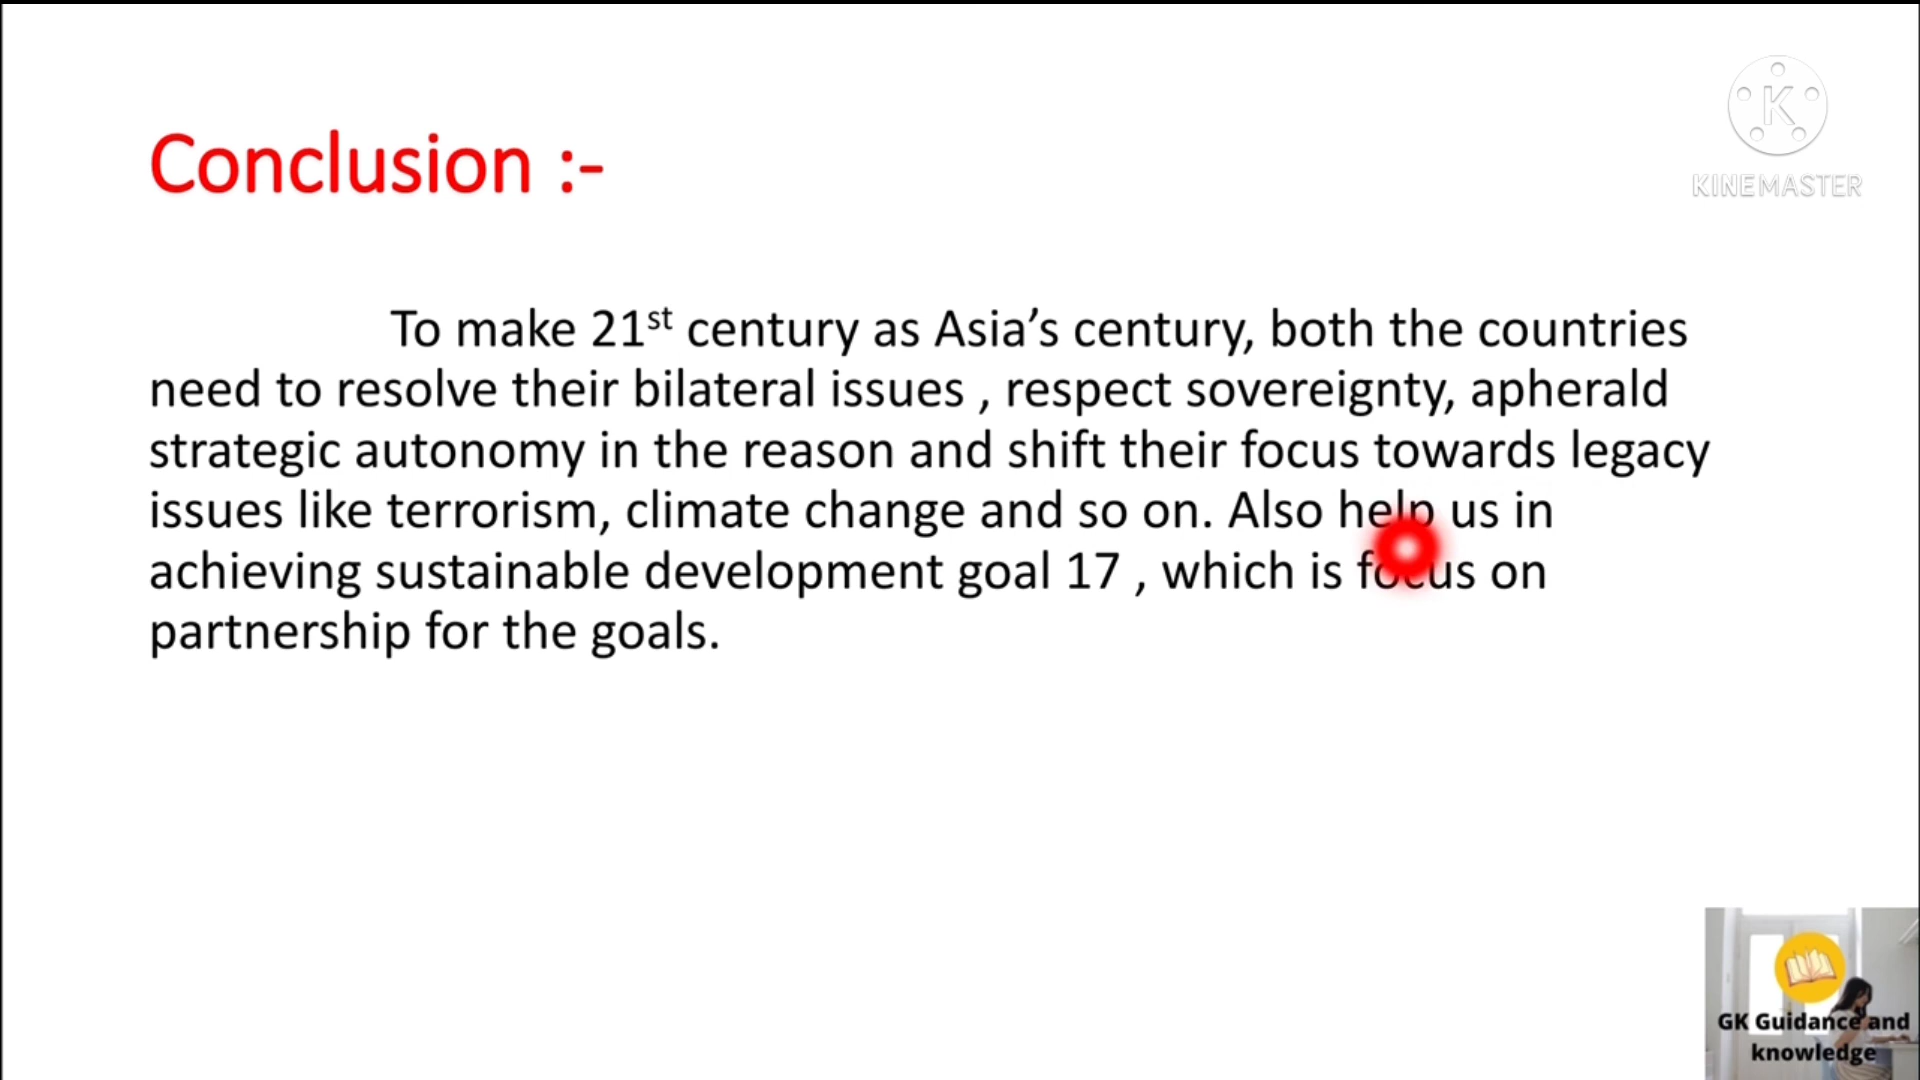 Conclusion :-
K
KINEMASTER
To make 21st century as Asia’s century, both the countries
need to resolve their bilateral issues , respect sovereignty, apherald
strategic autonomy in the reason and shift their focus towards legacy
issues like terrorism, climate change and so on. Also help us in
achieving sustainable development goal 17 , which is focus on
partnership for the goals.
GK Guidance and
knowledge